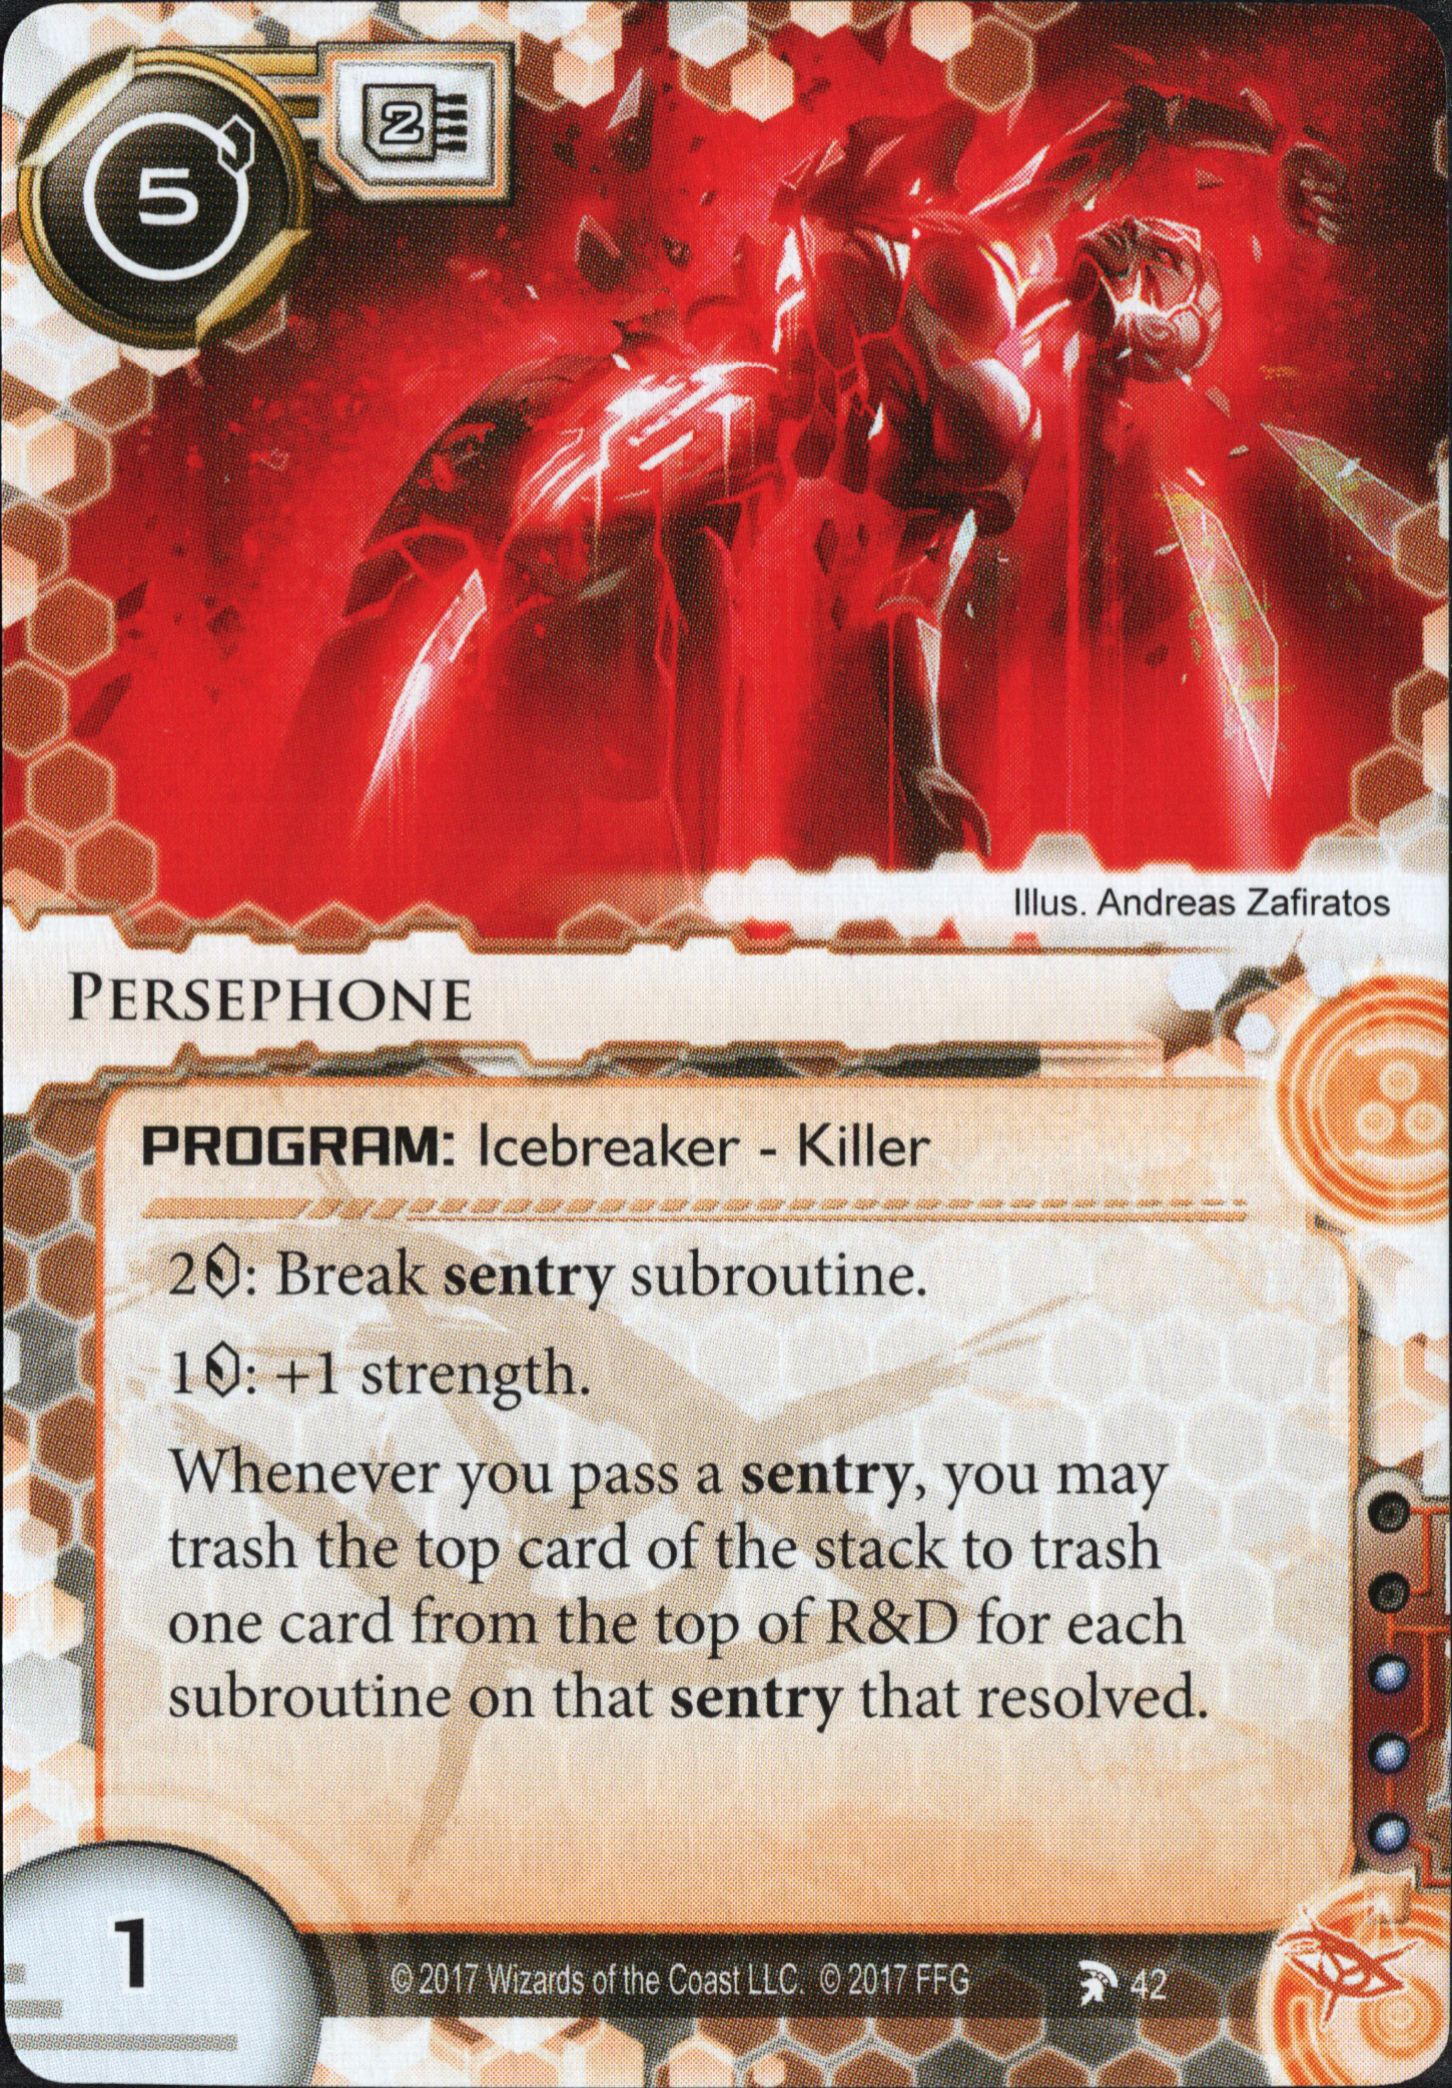 5
2
Illus. Andreas Zafiratos
PERSEPHONE
PROGRAM: Icebreaker - Killer
2: Break sentry subroutine.
1: +1 strength.
Whenever you pass a sentry, you may
trash the top card of the stack to trash
one card from the top of R&D for each
subroutine on that sentry that resolved.
1
© 2017 Wizards of the Coast LLC. © 2017 FFG
42